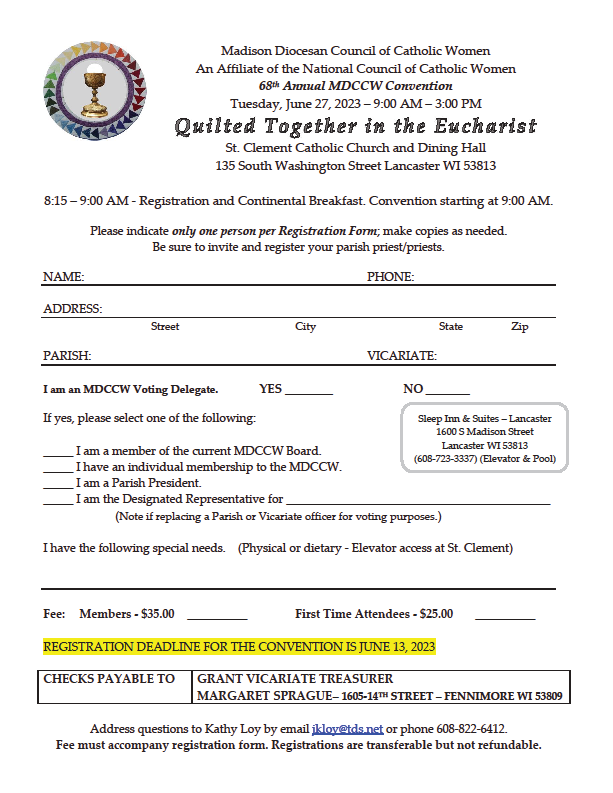 Madison Diocesan Council of Catholic Women
An Affiliate of the National Council of Catholic Women
68th Annual MDCCW Convention
Tuesday, June 27, 2023 – 9:00 AM – 3:00 PM
Quilted Together in the Eucharist
St. Clement Catholic Church and Dining Hall
135 South Washington Street Lancaster WI 53813
8:15 – 9:00 AM - Registration and Continental Breakfast. Convention starting at 9:00 AM.
Please indicate only one person per Registration Form; make copies as needed.
Be sure to invite and register your parish priest/priests.
NAME: PHONE:
ADDRESS:
Street City State Zip
PARISH: VICARIATE:
I am an MDCCW Voting Delegate. YES ________ NO _______
If yes, please select one of the following:
Sleep Inn & Suites – Lancaster
1600 S Madison Street
Lancaster WI 53813
(608-723-3337) (Elevator & Pool)
_____ I am a member of the current MDCCW Board.
_____ I have an individual membership to the MDCCW.
_____ I am a Parish President.
_____ I am the Designated Representative for ____________________________________________
(Note if replacing a Parish or Vicariate officer for voting purposes.)
I have the following special needs. (Physical or dietary - Elevator access at St. Clement)
Fee: Members - $35.00 __________ First Time Attendees - $25.00 __________
REGISTRATION DEADLINE FOR THE CONVENTION IS JUNE 13, 2023
CHECKS PAYABLE TO GRANT VICARIATE TREASURER
MARGARET SPRAGUE– 1605-14TH STREET – FENNIMORE WI 53809
Address questions to Kathy Loy by email jkloy@tds.net or phone 608-822-6412.
Fee must accompany registration form. Registrations are transferable but not refundable.